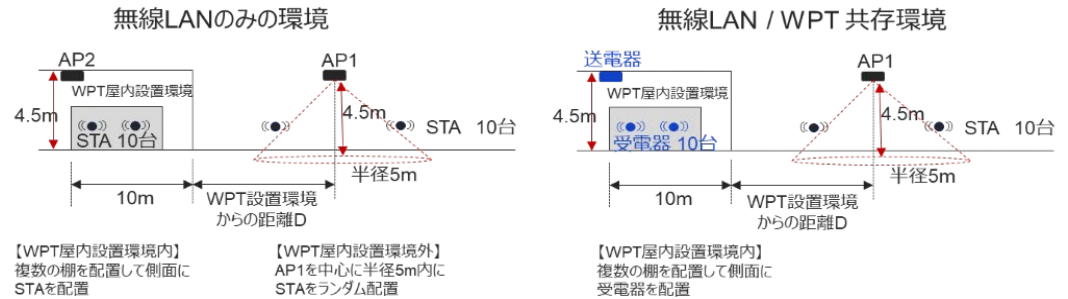 無線LANのみの環境
AP2
AP1
WPT屋内設置環境
4.5m
4.5m
STA 10台
STA 10台
半径5m
10m
WPT設置環境
からの距離D
【WPT屋内設置環境内】
複数の棚を配置して側面に
STAを配置
【WPT屋内設置環境外】
AP1を中心に半径5m内に
STAをランダム配置
無線LAN / WPT 共存環境
送電器
AP1
WPT屋内設置環境
4.5m
4.5m
受電器 10台
STA 10台
半径5m
10m
WPT設置環境
からの距離D
【WPT屋内設置環境内】
複数の棚を配置して側面に
受電器を配置